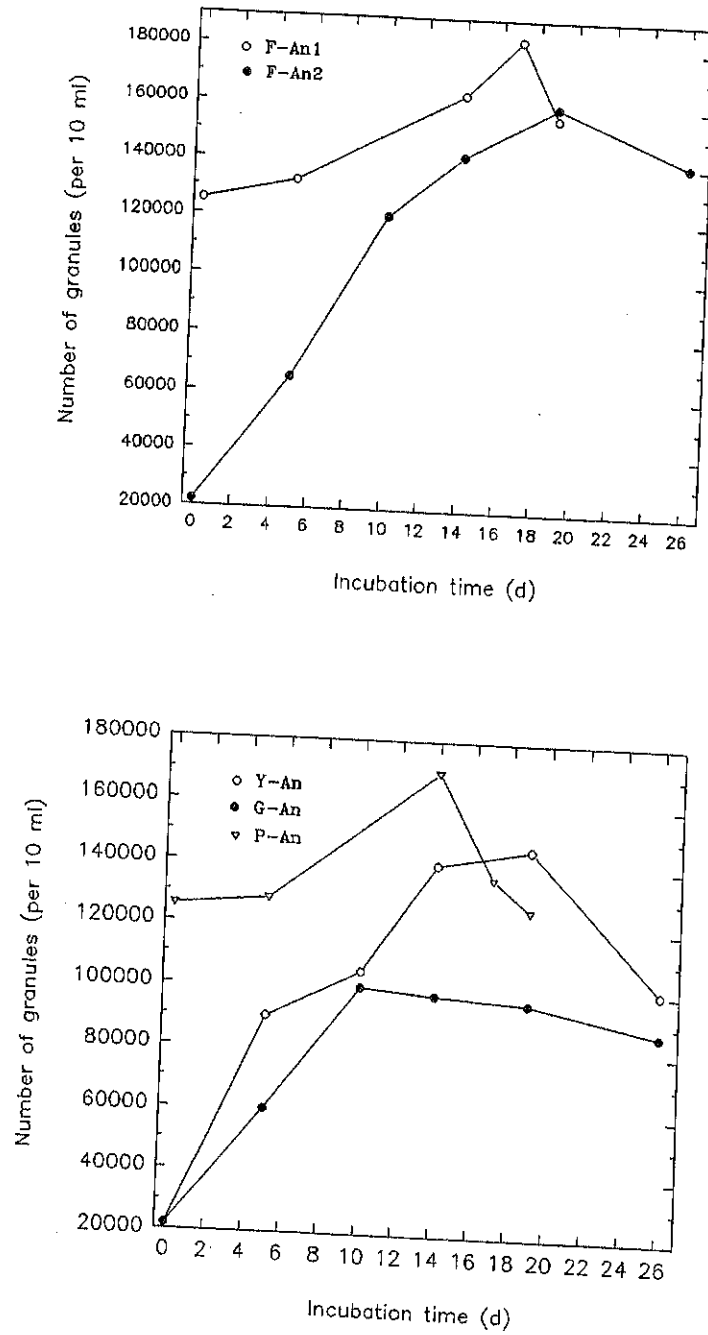 180000
160000
140000
120000
100000
80000
60000
40000
20000
Number of granules (per 10 ml)
F-An1
F-An2
0 2 4 6 8 10 12 14 16 18 20 22 24 26
Incubation time (d)
180000
160000
140000
120000
100000
80000
60000
40000
20000
Number of granules (per 10 ml)
Y-An
G-An
P-An
0 2 4 6 8 10 12 14 16 18 20 22 24 26
Incubation time (d)